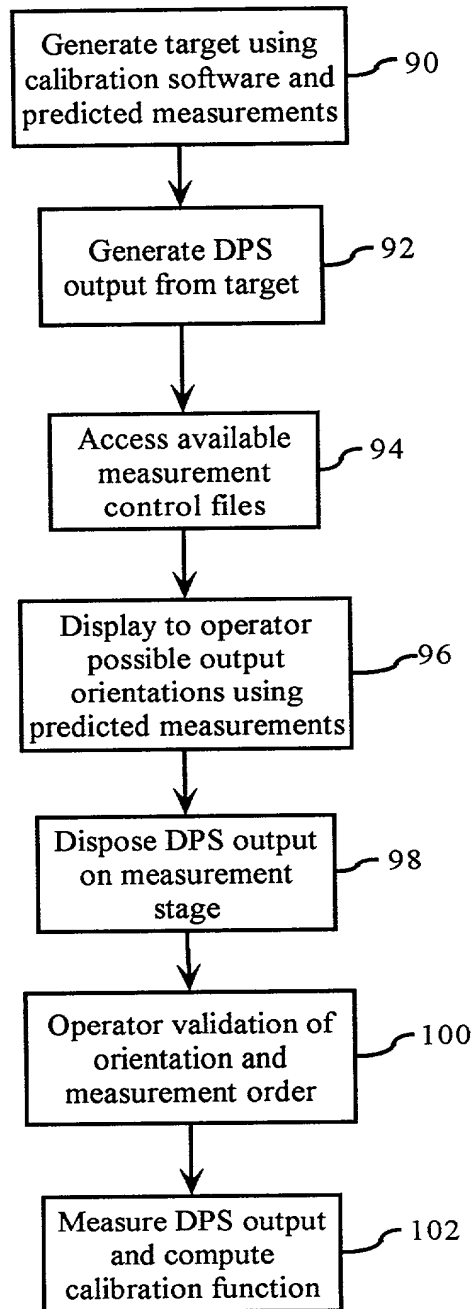 Generate target using
calibration software and
predicted measurements
90
Generate DPS
output from target
92
Access available
measurement
control files
94
Display to operator
possible output
orientations using
predicted measurements
96
Dispose DPS output
on measurement
stage
98
Operator validation of
orientation and
measurement order
100
Measure DPS output
and compute
calibration function
102